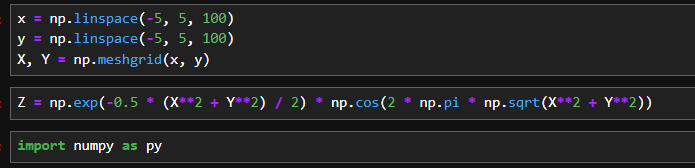 x = np.linspace(-5, 5, 100)
y = np.linspace(-5, 5, 100)
X, Y = np.meshgrid(x, y)
Z = np.exp(-0.5 * (X**2 + Y**2) / 2) * np.cos(2 * np.pi * np.sqrt(X**2 + Y**2))
import numpy as py